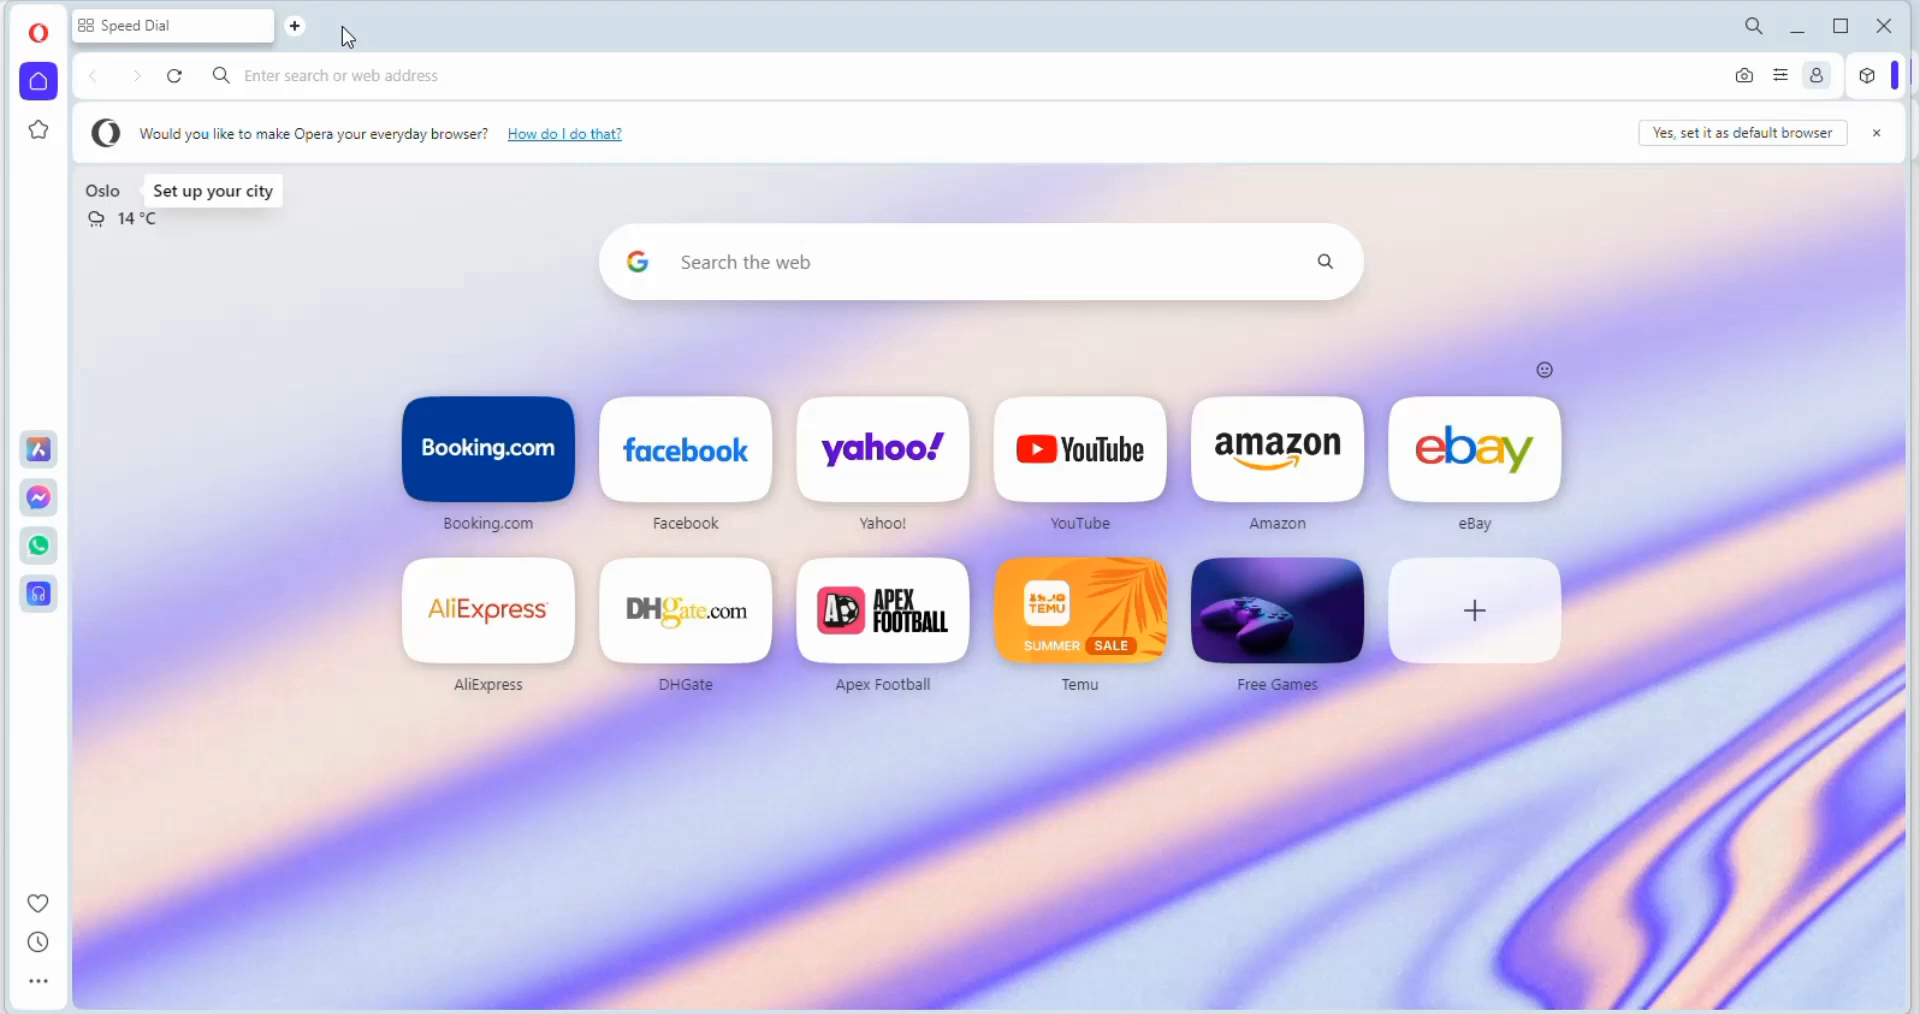 Speed Dial
Enter search or web address
Would you like to make Opera your everyday browser? How do I do that? Yes, set it as default browser
Oslo Set up your city
14 °C
Search the web
Booking.com facebook yahoo! YouTube amazon ebay
Booking.com Facebook Yahoo! YouTube Amazon eBay
AliExpress DHgate.com APEX FOOTBALL TEMU
SUMMER SALE
AliExpress DHGate Apex Football Temu Free Games